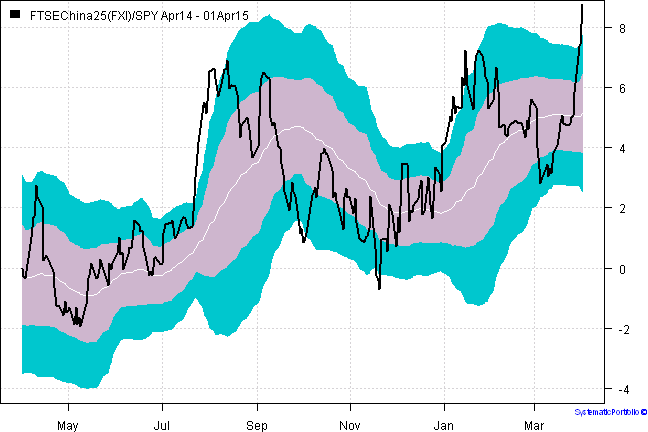 FTSEChina25(FXI)/SPY Apr14 - 01Apr15
8
6
4
2
0
-2
-4
May Jul Sep Nov Jan Mar
SystematicPortfolio ©